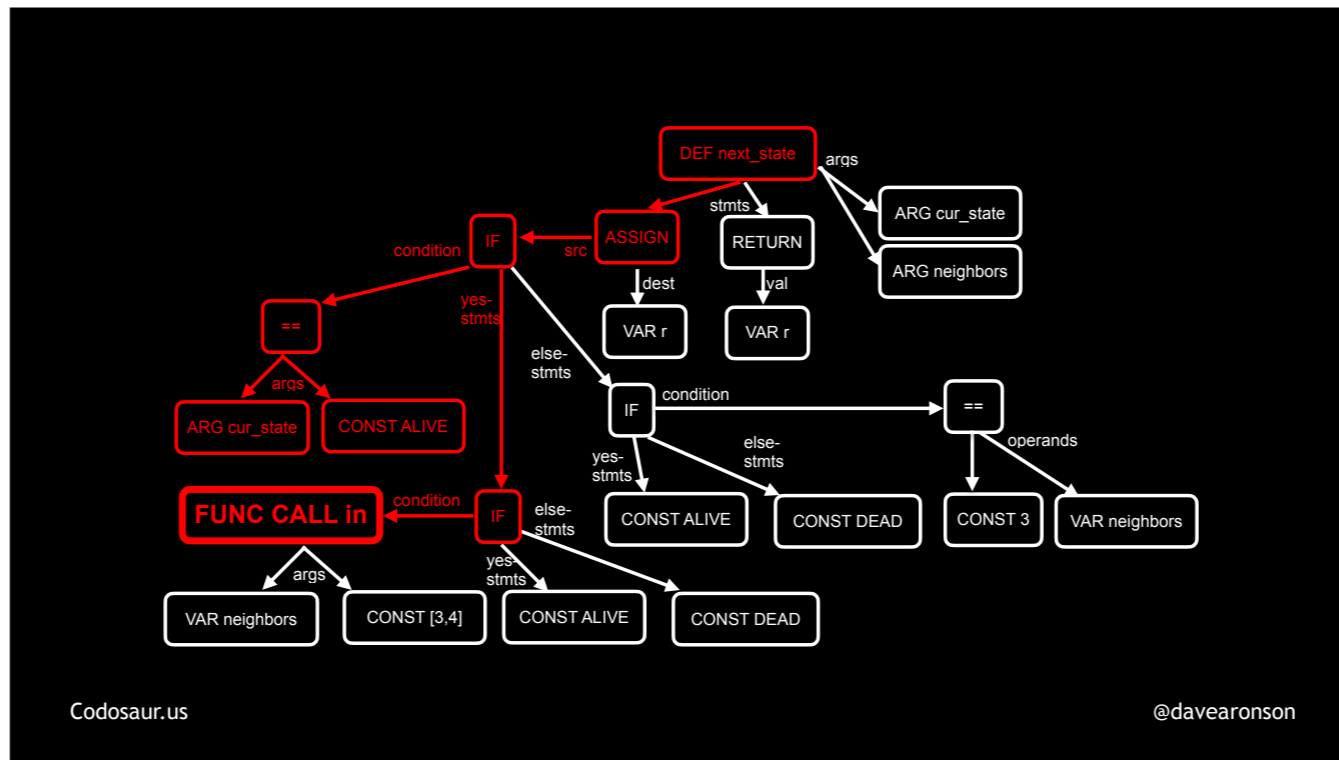 DEF next_state
args
ARG cur_state
stmts
IF
ASSIGN
RETURN
condition
src
ARG neighbors
dest
val
yes-
stmts
==
VAR r
VAR r
else-
stmts
args
IF
condition
==
ARG cur_state
CONST ALIVE
operands
yes-
stmts
else-
stmts
FUNC CALL in
condition
IF
else-
stmts
CONST ALIVE
CONST DEAD
CONST 3
VAR neighbors
args
yes-
stmts
VAR neighbors
CONST [3,4]
CONST ALIVE
CONST DEAD
Codosaur.us
@davearonson